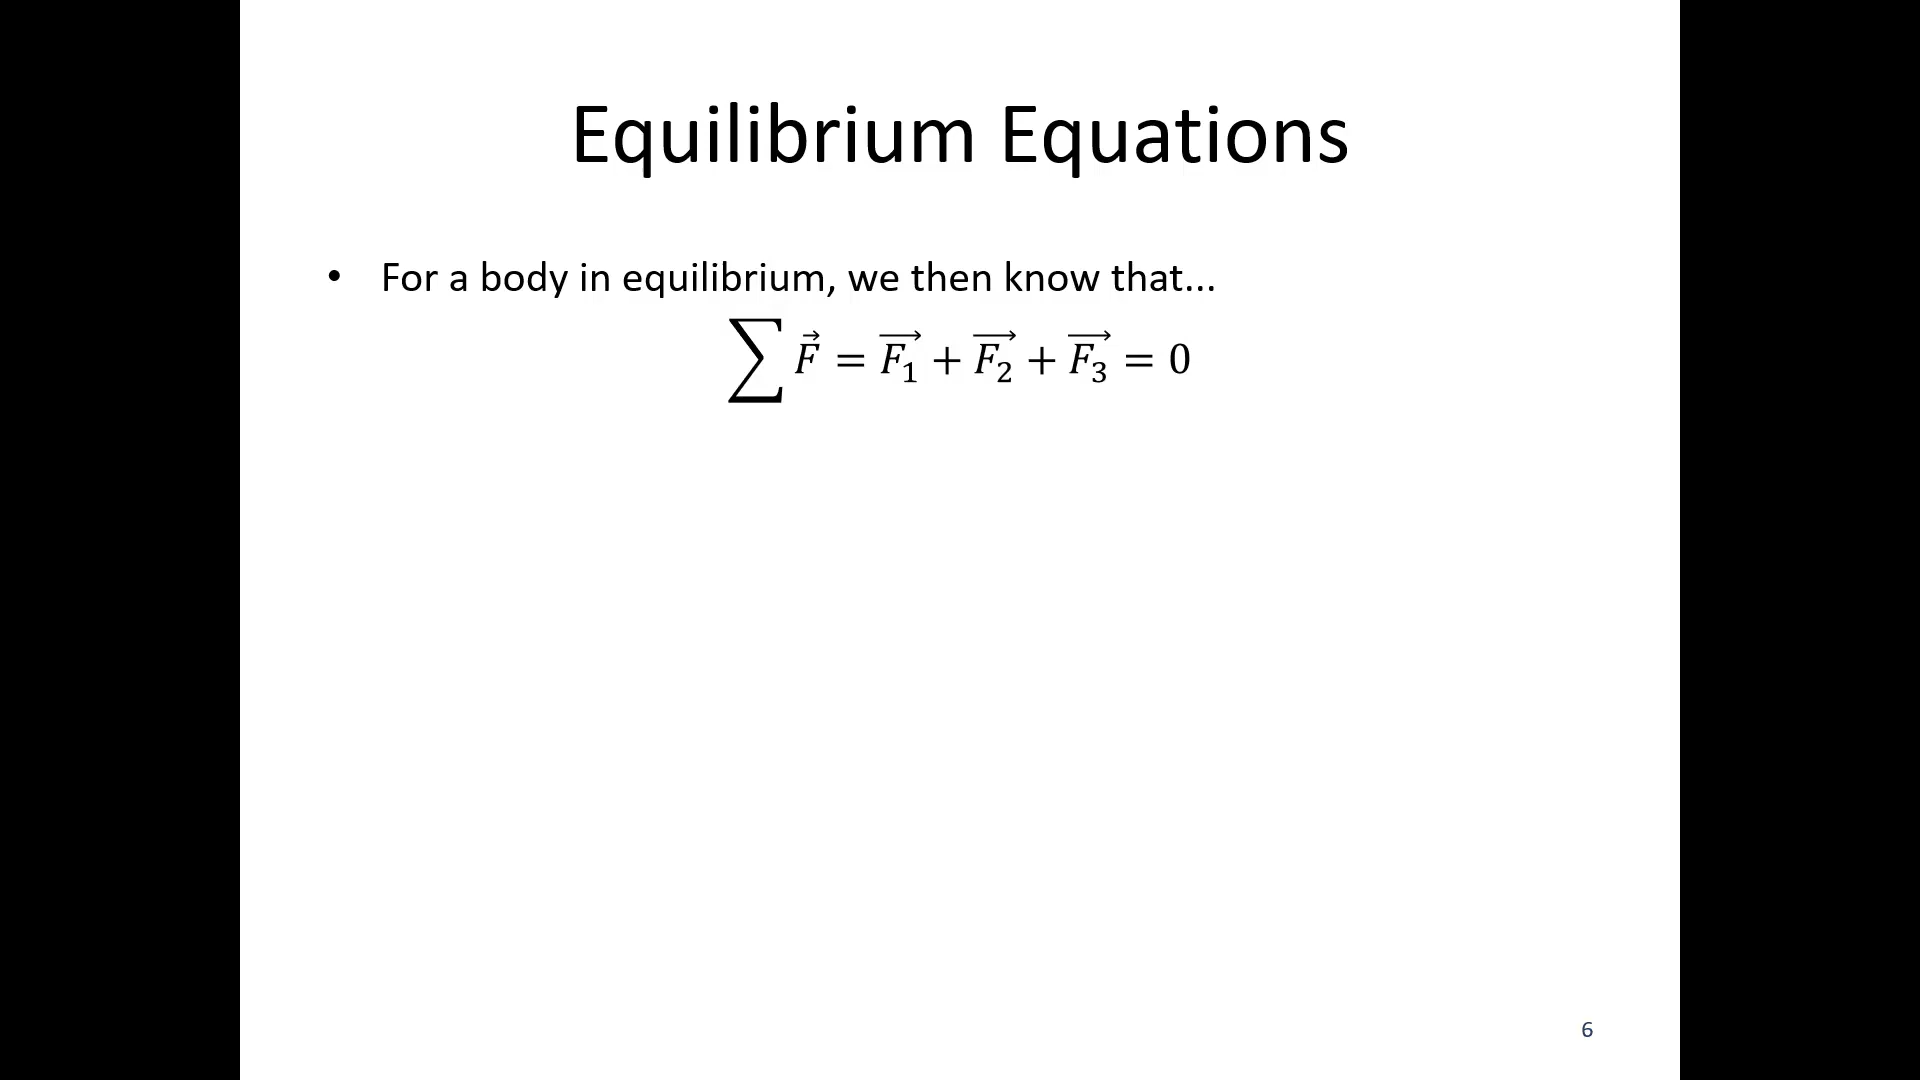 Equilibrium Equations
• For a body in equilibrium, we then know that...
∑ F⃗ = F₁⃗ + F₂⃗ + F₃⃗ = 0
6